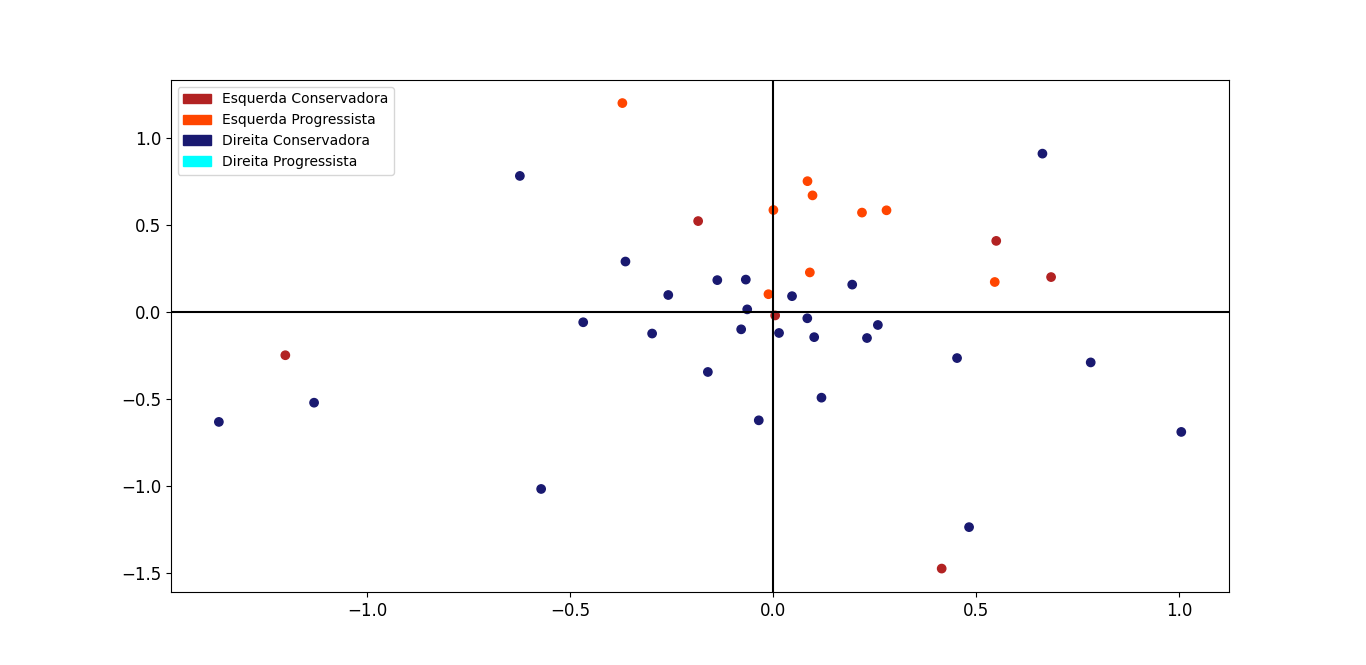 Esquerda Conservadora
Esquerda Progressista
Direita Conservadora
Direita Progressista
1.0
0.5
0.0
−0.5
−1.0
−1.5
−1.0 −0.5 0.0 0.5 1.0